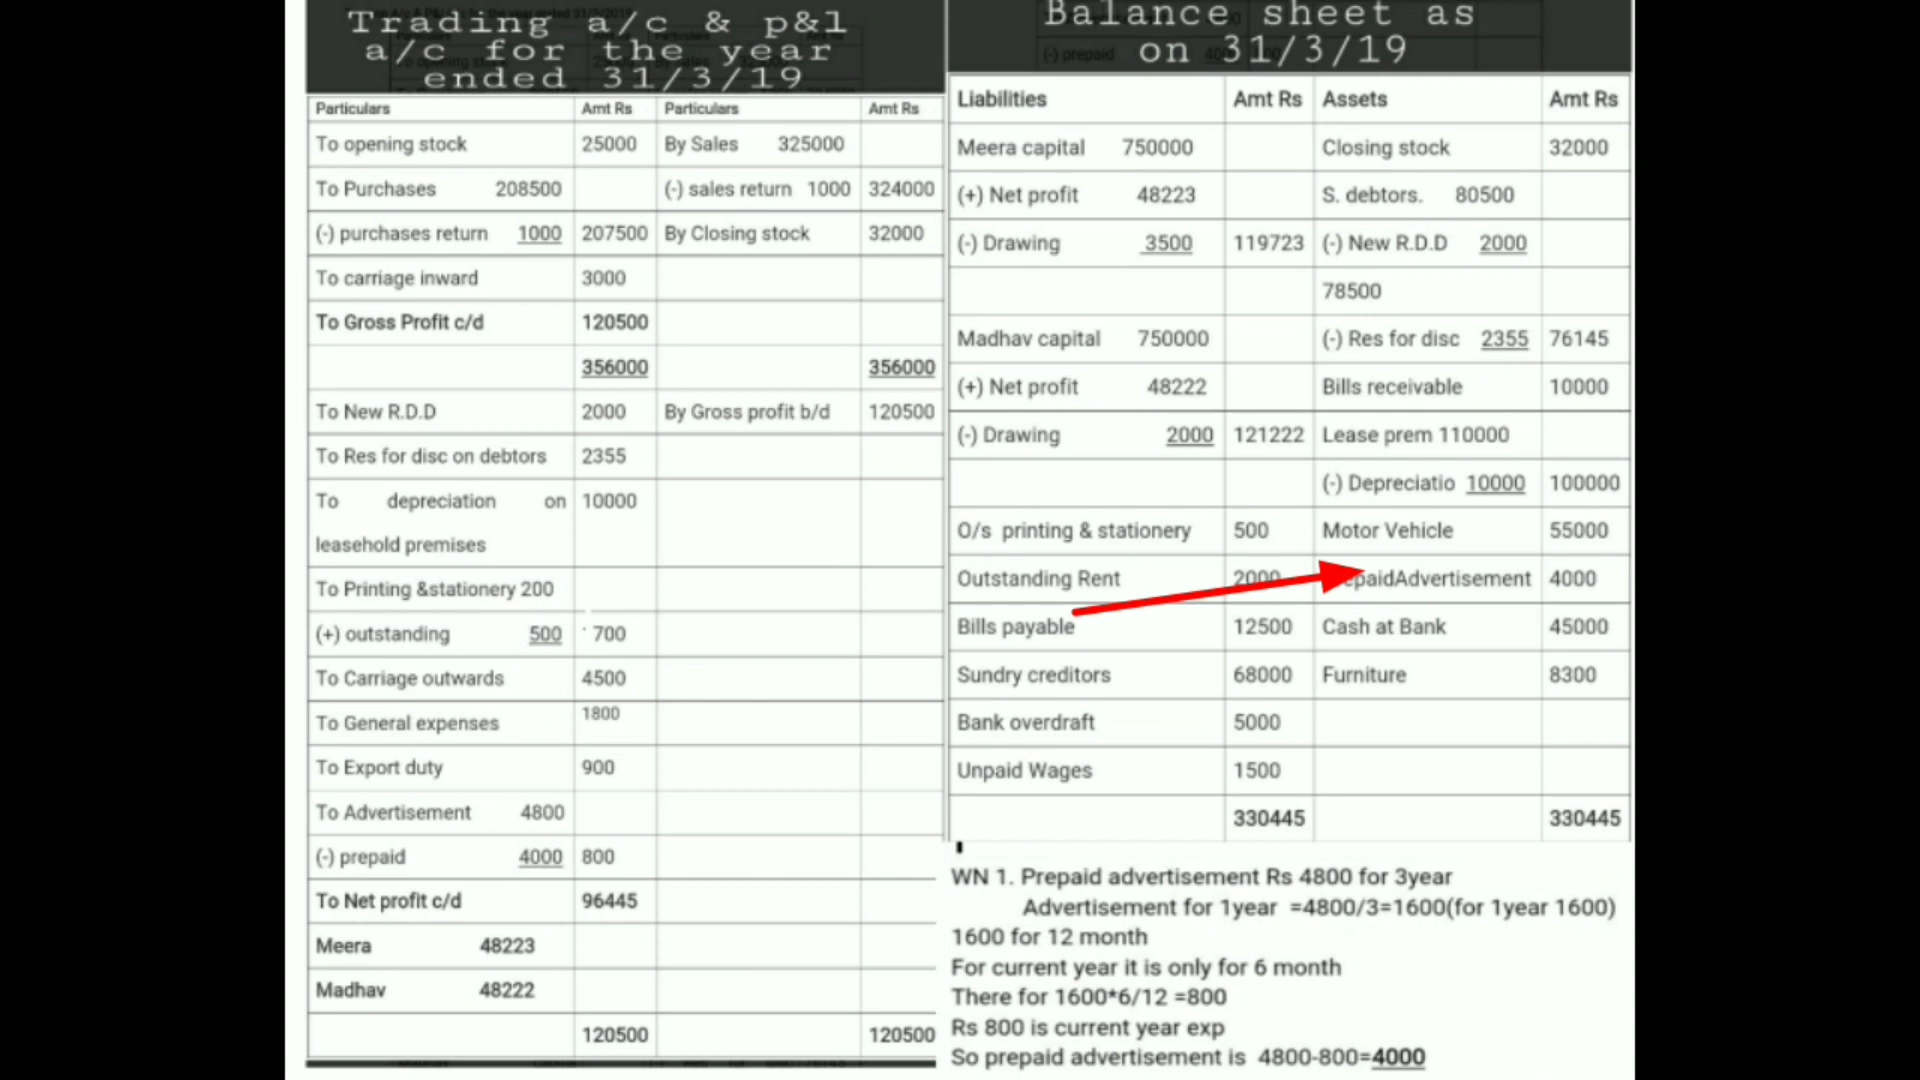 Trading a/c & p&l
a/c for the year
ended 31/3/19
Particulars Amt Rs Particulars Amt Rs
To opening stock 25000 By Sales 325000
To Purchases 208500 (-) sales return 1000 324000
(-) purchases return 1000 207500 By Closing stock 32000
To carriage inward 3000
To Gross Profit c/d 120500
356000 356000
To New R.D.D 2000 By Gross profit b/d 120500
To Res for disc on debtors 2355
To depreciation on 10000
leasehold premises
To Printing &stationery 200
(+) outstanding 500 700
To Carriage outwards 4500
To General expenses 1800
To Export duty 900
To Advertisement 4800
(-) prepaid 4000 800
To Net profit c/d 96445
Meera 48223
Madhav 48222
120500 120500
Balance sheet as
on 31/3/19
(-) prepaid
Liabilities Amt Rs Assets Amt Rs
Meera capital 750000 Closing stock 32000
(+) Net profit 48223 S. debtors. 80500
(-) Drawing 3500 119723 (-) New R.D.D 2000
78500
Madhav capital 750000 (-) Res for disc 2355 76145
(+) Net profit 48222 Bills receivable 10000
(-) Drawing 2000 121222 Lease prem 110000
(-) Depreciatio 10000 100000
O/s printing & stationery 500 Motor Vehicle 55000
Outstanding Rent 2000 epaidAdvertisement 4000
Bills payable 12500 Cash at Bank 45000
Sundry creditors 68000 Furniture 8300
Bank overdraft 5000
Unpaid Wages 1500
330445 330445
WN 1. Prepaid advertisement Rs 4800 for 3year
Advertisement for 1year =4800/3=1600(for 1year 1600)
1600 for 12 month
For current year it is only for 6 month
There for 1600*6/12 =800
Rs 800 is current year exp
So prepaid advertisement is 4800-800=4000